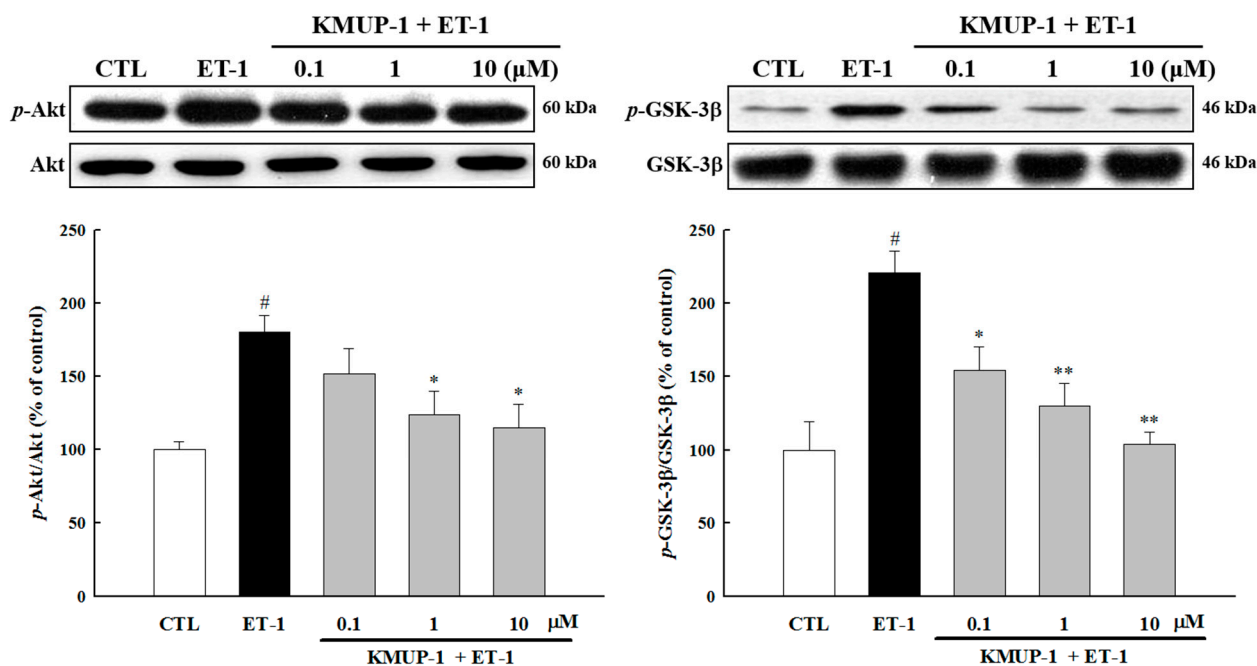 KMUP-1 + ET-1
CTL ET-1 0.1 1 10 (μM)
p-Akt 60 kDa
Akt 60 kDa
250
200
150
100
50
0
p-Akt/Akt (% of control)
#
*
*
CTL ET-1 0.1 1 10 μM
KMUP-1 + ET-1
KMUP-1 + ET-1
CTL ET-1 0.1 1 10 (μM)
p-GSK-3β 46 kDa
GSK-3β 46 kDa
250
200
150
100
50
0
p-GSK-3β/GSK-3β (% of control)
#
*
**
**
CTL ET-1 0.1 1 10 μM
KMUP-1 + ET-1